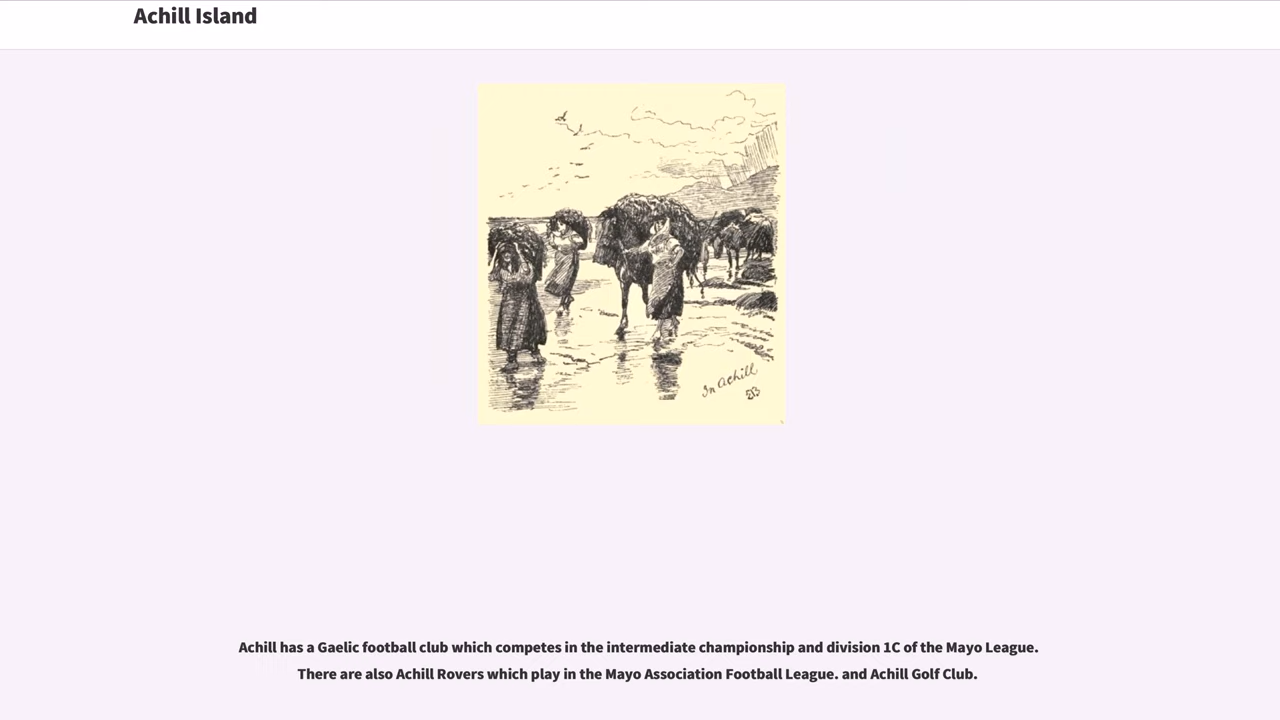 Achill Island
In Achill
Achill has a Gaelic football club which competes in the intermediate championship and division 1C of the Mayo League.
There are also Achill Rovers which play in the Mayo Association Football League. and Achill Golf Club.